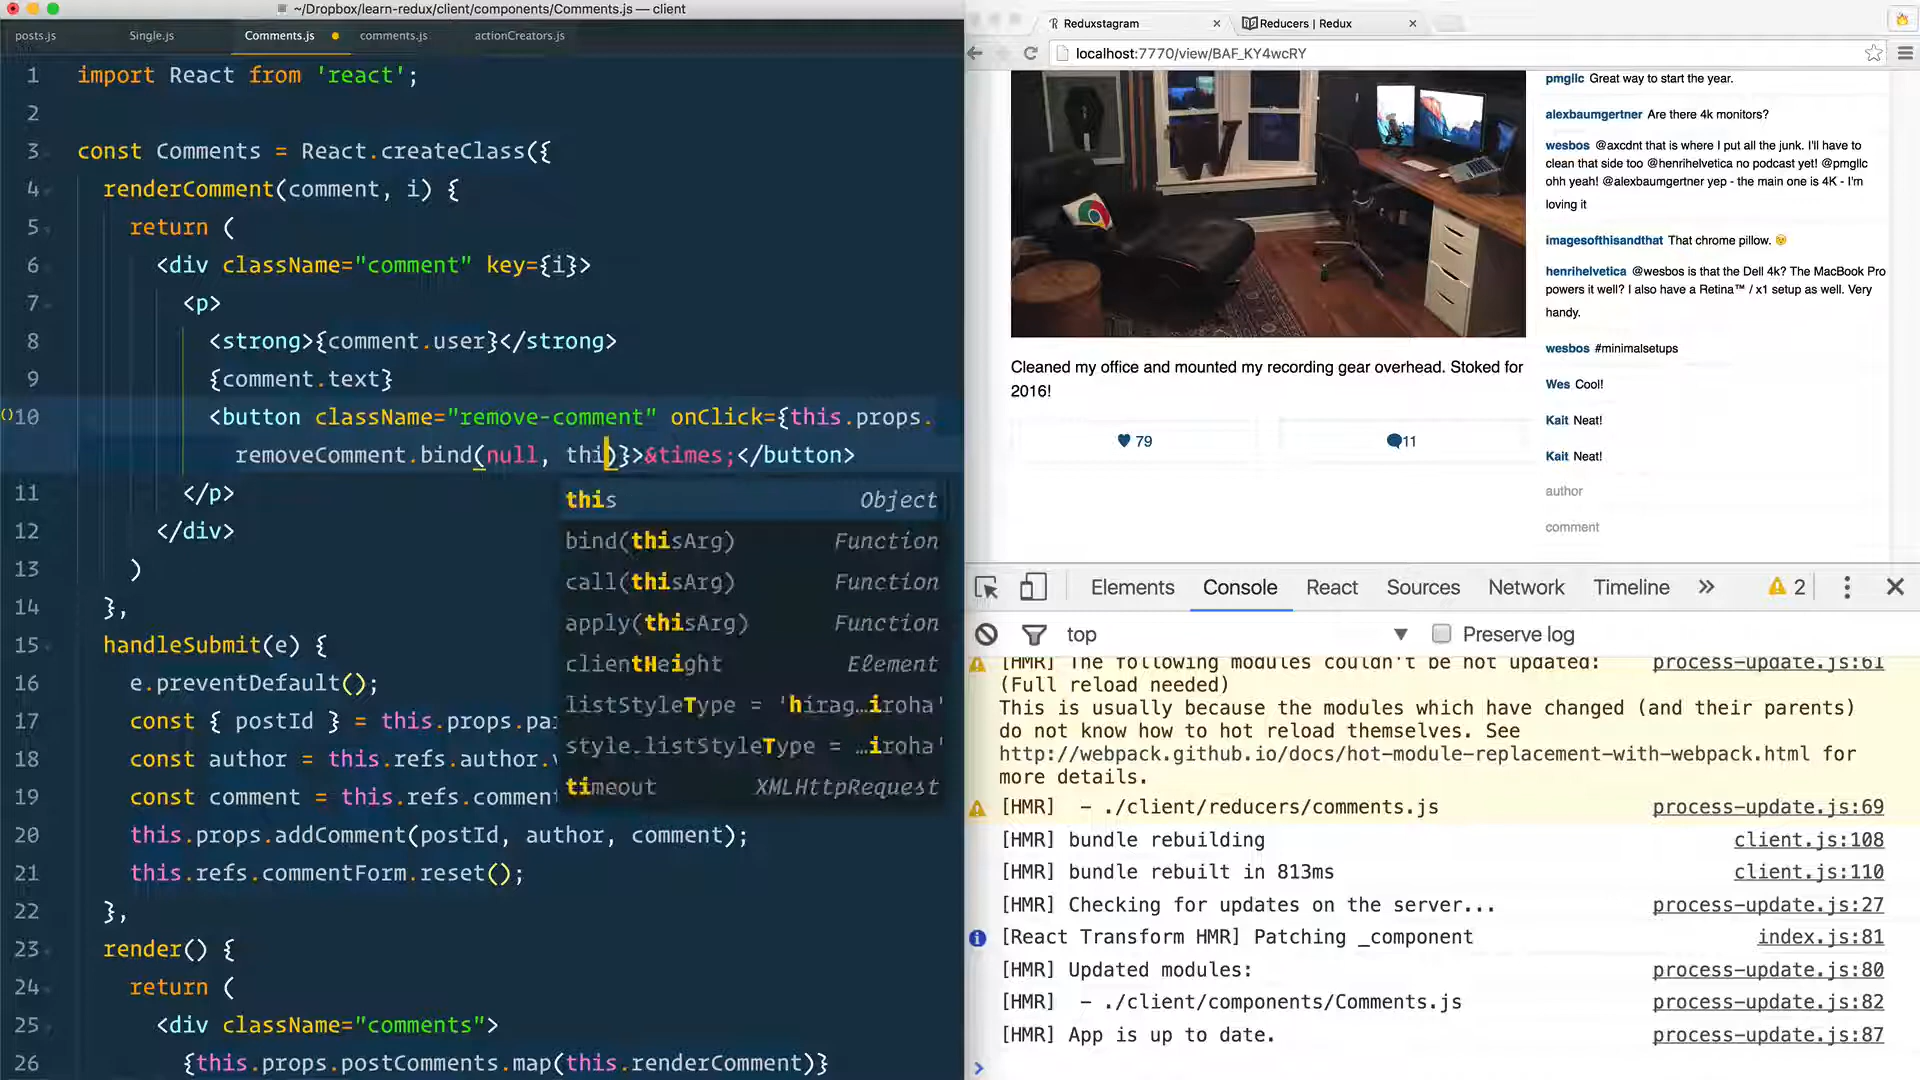 ~/Dropbox/learn-redux/client/components/Comments.js — client
posts.js
Single.js
Comments.js
comments.js
actionCreators.js
1 import React from 'react';
2
3 const Comments = React.createClass({
4 renderComment(comment, i) {
5 return (
6 <div className="comment" key={i}>
7 <p>
8 <strong>{comment.user}</strong>
9 {comment.text}
10 <button className="remove-comment" onClick={this.props.
removeComment.bind(null, thi)}>&times;</button>
11 </p>
12 </div>
13 )
14 },
15 handleSubmit(e) {
16 e.preventDefault();
17 const { postId } = this.props.pa
18 const author = this.refs.author.
19 const comment = this.refs.commen
20 this.props.addComment(postId, author, comment);
21 this.refs.commentForm.reset();
22 },
23 render() {
24 return (
25 <div className="comments">
26 {this.props.postComments.map(this.renderComment)}
this Object
bind(thisArg) Function
call(thisArg) Function
apply(thisArg) Function
clientHeight Element
listStyleType = 'hirag…iroha'
style.listStyleType = …iroha'
timeout XMLHttpRequest
Reduxstagram
Reducers | Redux
localhost:7770/view/BAF_KY4wcRY
pmgllc Great way to start the year.
alexbaumgertner Are there 4k monitors?
wesbos @axcdnt that is where I put all the junk. I'll have to
clean that side too @henrihelvetica no podcast yet! @pmgllc
ohh yeah! @alexbaumgertner yep - the main one is 4K - I'm
loving it
imagesofthisandthat That chrome pillow. 😉
henrihelvetica @wesbos is that the Dell 4k? The MacBook Pro
powers it well? I also have a Retina™ / x1 setup as well. Very
handy.
wesbos #minimalsetups
Wes Cool!
Kait Neat!
Kait Neat!
author
comment
W
Cleaned my office and mounted my recording gear overhead. Stoked for
2016!
79
11
Elements
Console
React
Sources
Network
Timeline
2
top
Preserve log
[HMR] The following modules couldn't be hot updated: process-update.js:61
(Full reload needed)
This is usually because the modules which have changed (and their parents)
do not know how to hot reload themselves. See
http://webpack.github.io/docs/hot-module-replacement-with-webpack.html for
more details.
[HMR] - ./client/reducers/comments.js process-update.js:69
[HMR] bundle rebuilding client.js:108
[HMR] bundle rebuilt in 813ms client.js:110
[HMR] Checking for updates on the server... process-update.js:27
[React Transform HMR] Patching _component index.js:81
[HMR] Updated modules: process-update.js:80
[HMR] - ./client/components/Comments.js process-update.js:82
[HMR] App is up to date. process-update.js:87